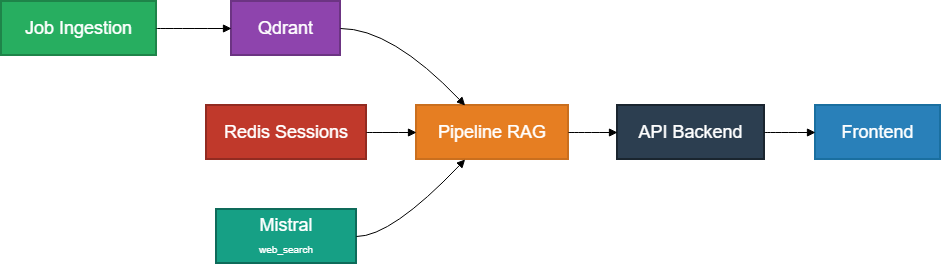 Job Ingestion
Qdrant
Redis Sessions
Pipeline RAG
API Backend
Frontend
Mistral
web_search